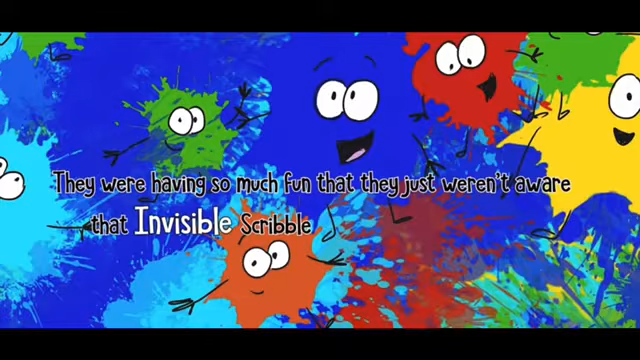 They were having so much fun that they just weren't aware
that Invisible Scribble